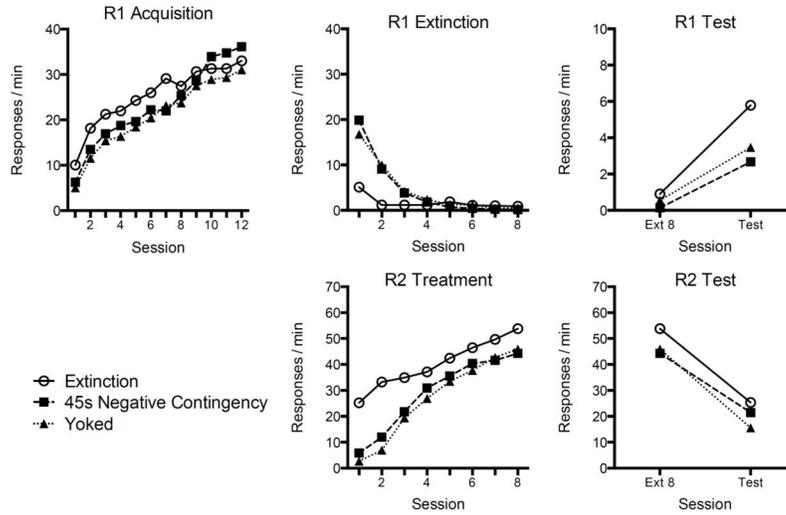 R1 Acquisition
Responses / min
40
30
20
10
0
2 4 6 8 10 12
Session
R1 Extinction
Responses / min
40
30
20
10
0
2 4 6 8
Session
R1 Test
Responses / min
10
8
6
4
2
0
Ext 8 Test
Session
Extinction
45s Negative Contingency
Yoked
R2 Treatment
Responses / min
70
60
50
40
30
20
10
0
2 4 6 8
Session
R2 Test
Responses / min
70
60
50
40
30
20
10
0
Ext 8 Test
Session